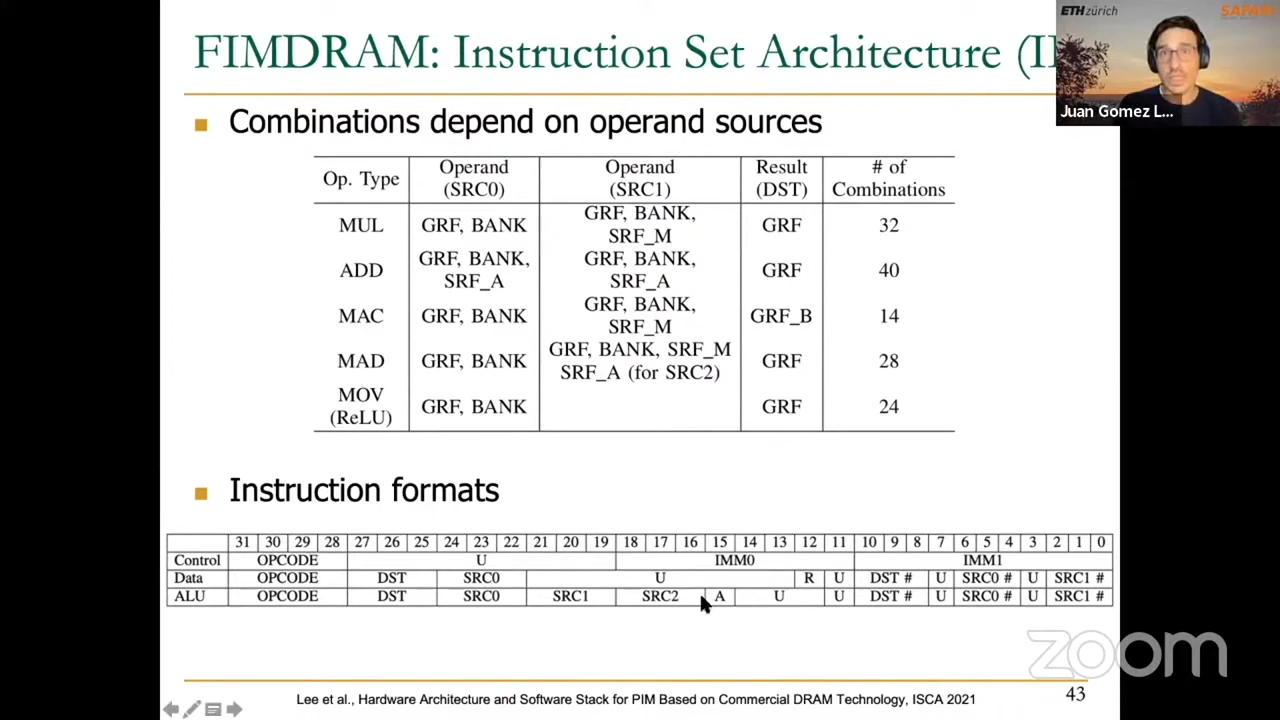 FIMDRAM: Instruction Set Architecture (I
ETHzürich
SAFARI
Juan Gomez L...
Combinations depend on operand sources
Op. Type Operand (SRC0) Operand (SRC1) Result (DST) # of Combinations
MUL GRF, BANK GRF, BANK, SRF_M GRF 32
ADD GRF, BANK, SRF_A GRF, BANK, SRF_A GRF 40
MAC GRF, BANK GRF, BANK, SRF_M GRF_B 14
MAD GRF, BANK GRF, BANK, SRF_M SRF_A (for SRC2) GRF 28
MOV (ReLU) GRF, BANK GRF 24
Instruction formats
31 30 29 28 27 26 25 24 23 22 21 20 19 18 17 16 15 14 13 12 11 10 9 8 7 6 5 4 3 2 1 0
Control OPCODE U IMM0 IMM1
Data OPCODE DST SRC0 U R U DST # U SRC0 # U SRC1 #
ALU OPCODE DST SRC0 SRC1 SRC2 A U U DST # U SRC0 # U SRC1 #
zoom
Lee et al., Hardware Architecture and Software Stack for PIM Based on Commercial DRAM Technology, ISCA 2021
43